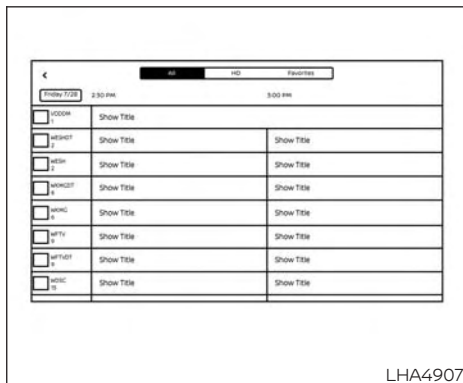 All HD Favorites
Friday 7/28 2:30 PM 3:00 PM
VODOM
1 Show Title
WESHDT
2 Show Title Show Title
WESH
2 Show Title Show Title
WKMGDT
6 Show Title Show Title
WKMG
6 Show Title Show Title
WFTV
9 Show Title Show Title
WFTVDT
9 Show Title Show Title
WDSC
15 Show Title Show Title
LHA4907